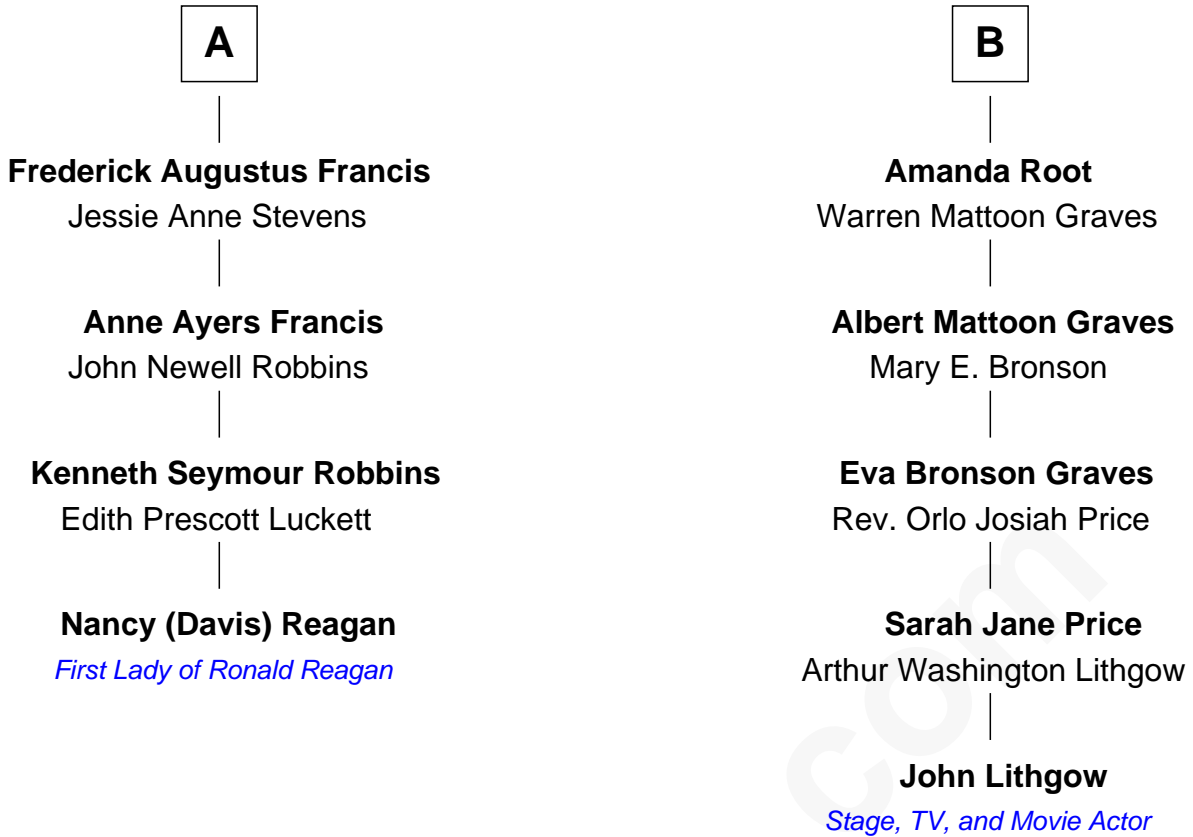 A
Frederick Augustus Francis
Jessie Anne Stevens
Anne Ayers Francis
John Newell Robbins
Kenneth Seymour Robbins
Edith Prescott Luckett
Nancy (Davis) Reagan
First Lady of Ronald Reagan
B
Amanda Root
Warren Mattoon Graves
Albert Mattoon Graves
Mary E. Bronson
Eva Bronson Graves
Rev. Orlo Josiah Price
Sarah Jane Price
Arthur Washington Lithgow
John Lithgow
Stage, TV, and Movie Actor
com